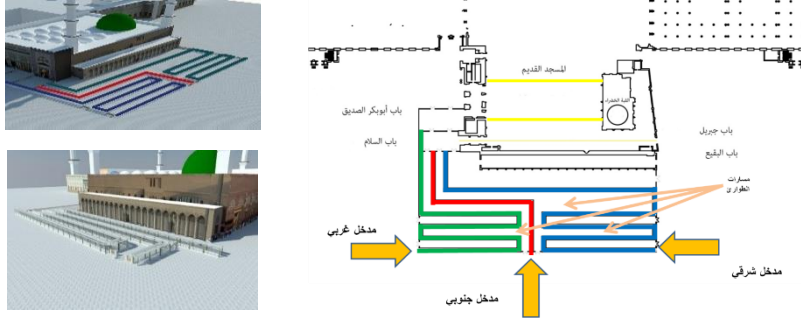 المسجد القديم
القبة الخضراء
باب أبوبكر الصديق
باب السلام
باب جبريل
باب البقيع
مسارات
الطوارئ
مدخل غربي
مدخل شرقي
مدخل جنوبي